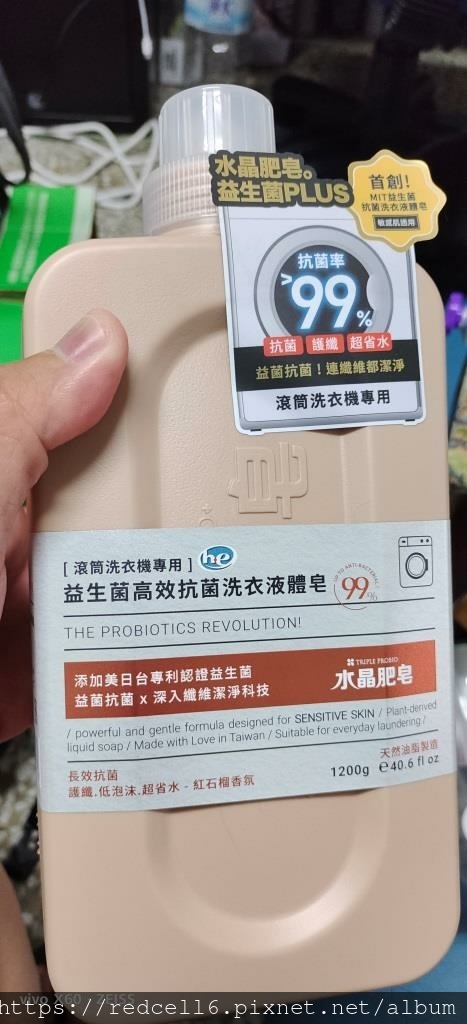 水晶肥皂。
益生菌PLUS
首創!
MIT益生菌
抗菌洗衣液體皂
敏感肌適用
抗菌率
>99%
抗菌 護纖 超省水
益菌抗菌！連纖維都潔淨
滾筒洗衣機專用
[滾筒洗衣機專用] he
益生菌高效抗菌洗衣液體皂
UP TO ANTI-BACTERIAL!
99%
THE PROBIOTICS REVOLUTION!
添加美日台專利認證益生菌
益菌抗菌 x 深入纖維潔淨科技
TRIPLE PROBIO
水晶肥皂
/ powerful and gentle formula designed for SENSITIVE SKIN / Plant-derived
liquid soap / Made with Love in Taiwan / Suitable for everyday laundering /
長效抗菌
護纖.低泡沫.超省水 - 紅石榴香氛
天然油脂製造
1200g ℮40.6 fl oz
vivo X60 | ZEISS
https://redcell6.pixnet.net/album